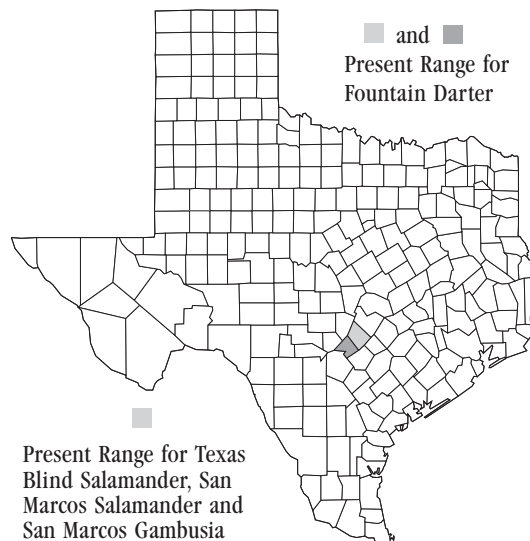 and
Present Range for
Fountain Darter
Present Range for Texas
Blind Salamander, San
Marcos Salamander and
San Marcos Gambusia